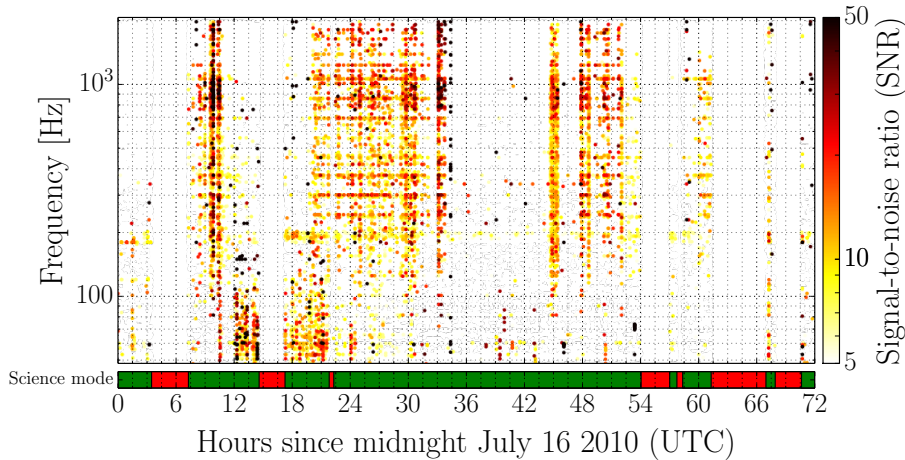 Frequency [Hz]
10³
100
Science mode
0 6 12 18 24 30 36 42 48 54 60 66 72
Hours since midnight July 16 2010 (UTC)
50
10
5
Signal-to-noise ratio (SNR)